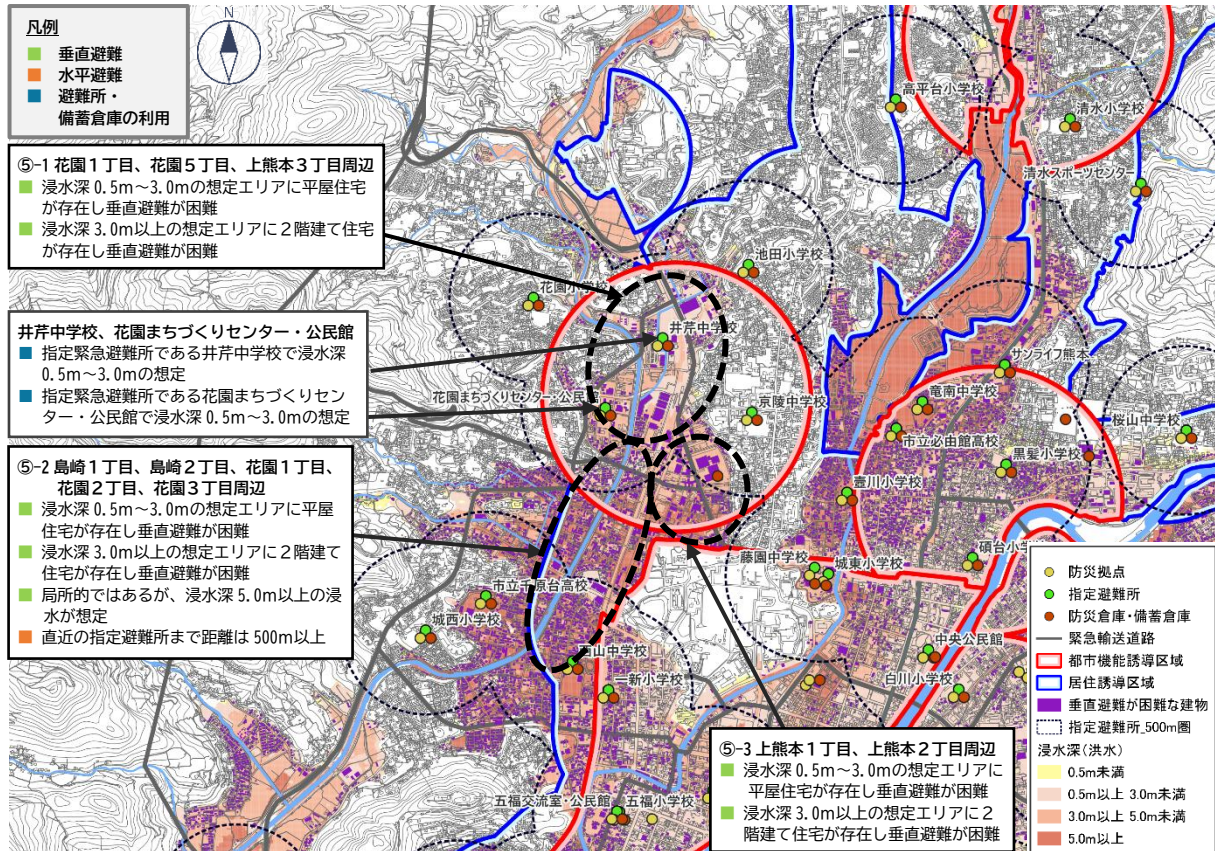 凡例
垂直避難
水平避難
避難所・
備蓄倉庫の利用
N
⑤-1 花園1丁目、花園5丁目、上熊本3丁目周辺
浸水深0.5m～3.0mの想定エリアに平屋住宅
が存在し垂直避難が困難
浸水深3.0m以上の想定エリアに2階建て住宅
が存在し垂直避難が困難
井芹中学校、花園まちづくりセンター・公民館
指定緊急避難所である井芹中学校で浸水深
0.5m～3.0mの想定
指定緊急避難所である花園まちづくりセン
ター・公民館で浸水深0.5m～3.0mの想定
⑤-2 島崎1丁目、島崎2丁目、花園1丁目、
花園2丁目、花園3丁目周辺
浸水深0.5m～3.0mの想定エリアに平屋
住宅が存在し垂直避難が困難
浸水深3.0m以上の想定エリアに2階建て
住宅が存在し垂直避難が困難
局所的ではあるが、浸水深5.0m以上の浸
水が想定
直近の指定避難所まで距離は500m以上
高平台小学校
清水小学校
清水スポーツセンター
池田小学校
花園小学校
井芹中学校
花園まちづくりセンター・公民
京陵中学校
サンライフ熊本
竜南中学校
桜山中学校
市立必由館高校
黒髪小学校
壺川小学校
藤園中学校
城東小学校
碩台小学
市立千原台高校
城西小学校
西山中学校
一新小学校
中央公民館
白川小学校
五福交流室・公民館
五福小学校
⑤-3 上熊本1丁目、上熊本2丁目周辺
浸水深0.5m～3.0mの想定エリアに
平屋住宅が存在し垂直避難が困難
浸水深3.0m以上の想定エリアに2
階建て住宅が存在し垂直避難が困難
防災拠点
指定避難所
防災倉庫・備蓄倉庫
緊急輸送道路
都市機能誘導区域
居住誘導区域
垂直避難が困難な建物
指定避難所_500m圏
浸水深(洪水)
0.5m未満
0.5m以上 3.0m未満
3.0m以上 5.0m未満
5.0m以上